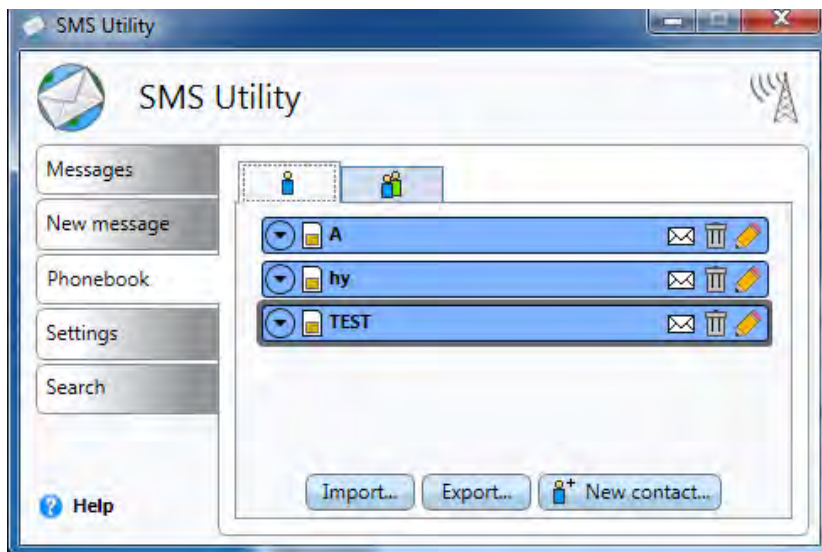 SMS Utility
SMS Utility
Messages
New message
Phonebook
Settings
Search
A
hy
TEST
Import...
Export...
New contact...
Help